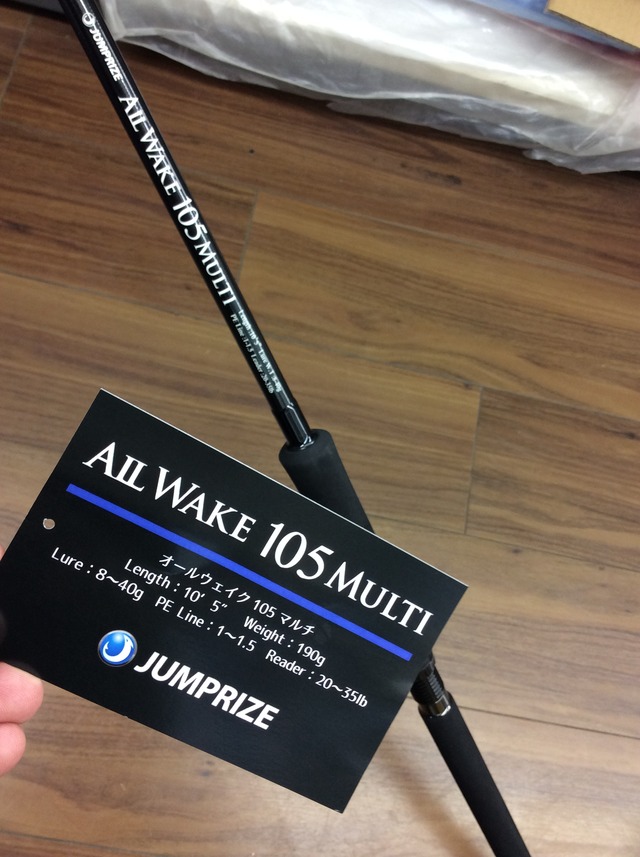 JUMPRIZE
ALL WAKE 105 MULTI
ALL WAKE 105 MULTI
オールウェイク 105 マルチ
Length : 10' 5" Weight : 190g
Lure : 8〜40g PE Line : 1〜1.5 Reader : 20〜35lb
JUMPRIZE